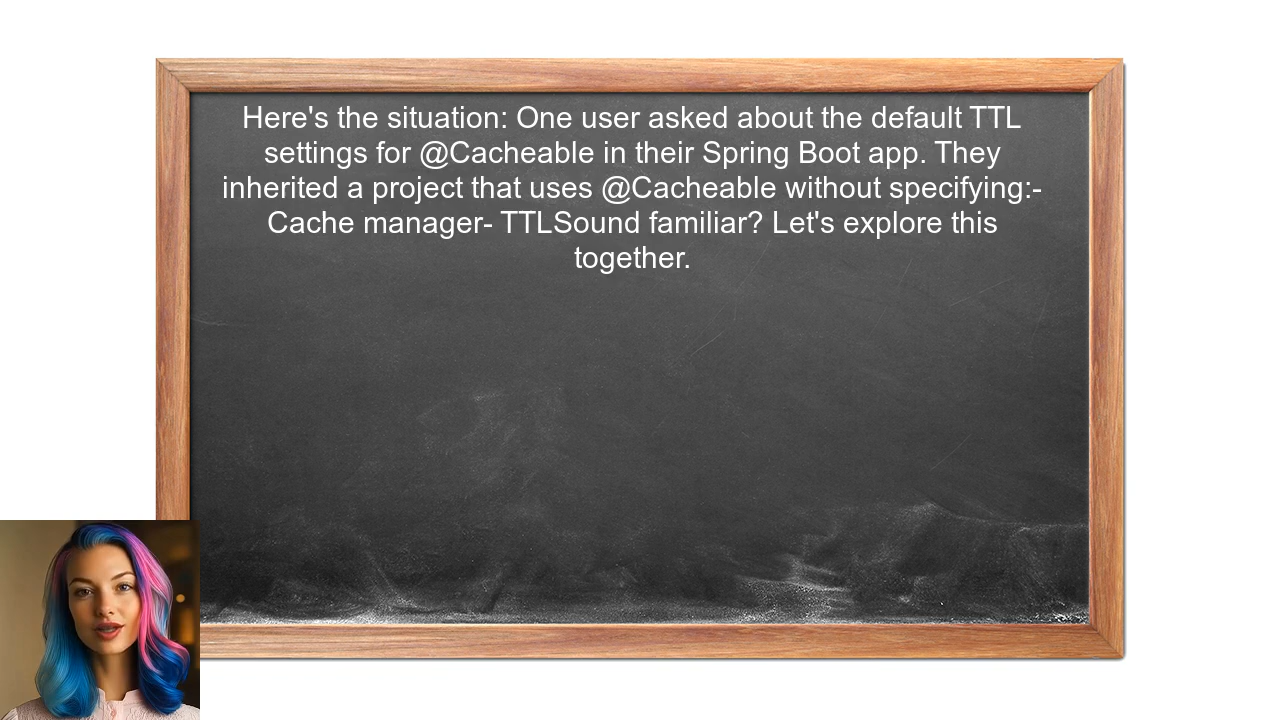 Here's the situation: One user asked about the default TTL
settings for @Cacheable in their Spring Boot app. They
inherited a project that uses @Cacheable without specifying:-
Cache manager- TTLSound familiar? Let's explore this
together.